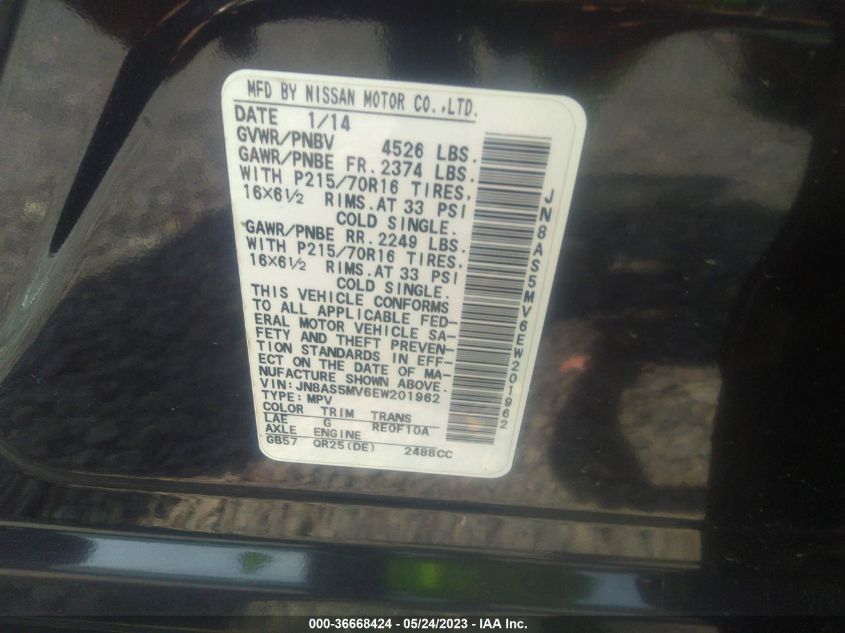 MFD BY NISSAN MOTOR CO.,LTD.
DATE 1/14
GVWR/PNBV 4526 LBS.
GAWR/PNBE FR. 2374 LBS.
WITH P215/70R16 TIRES,
16×6½ RIMS.AT 33 PSI
COLD SINGLE.
GAWR/PNBE RR. 2249 LBS.
WITH P215/70R16 TIRES,
16×6½ RIMS.AT 33 PSI
COLD SINGLE.
THIS VEHICLE CONFORMS
TO ALL APPLICABLE FED-
ERAL MOTOR VEHICLE SA-
FETY AND THEFT PREVEN-
TION STANDARDS IN EFF-
ECT ON THE DATE OF MA-
NUFACTURE SHOWN ABOVE.
VIN: JN8AS5MV6EW201962
TYPE: MPV
COLOR TRIM TRANS
LAE G RE0F10A
AXLE ENGINE
GB57 QR25(DE) 2488CC
JN8AS5MV6EW201962
000-36668424 - 05/24/2023 - IAA Inc.